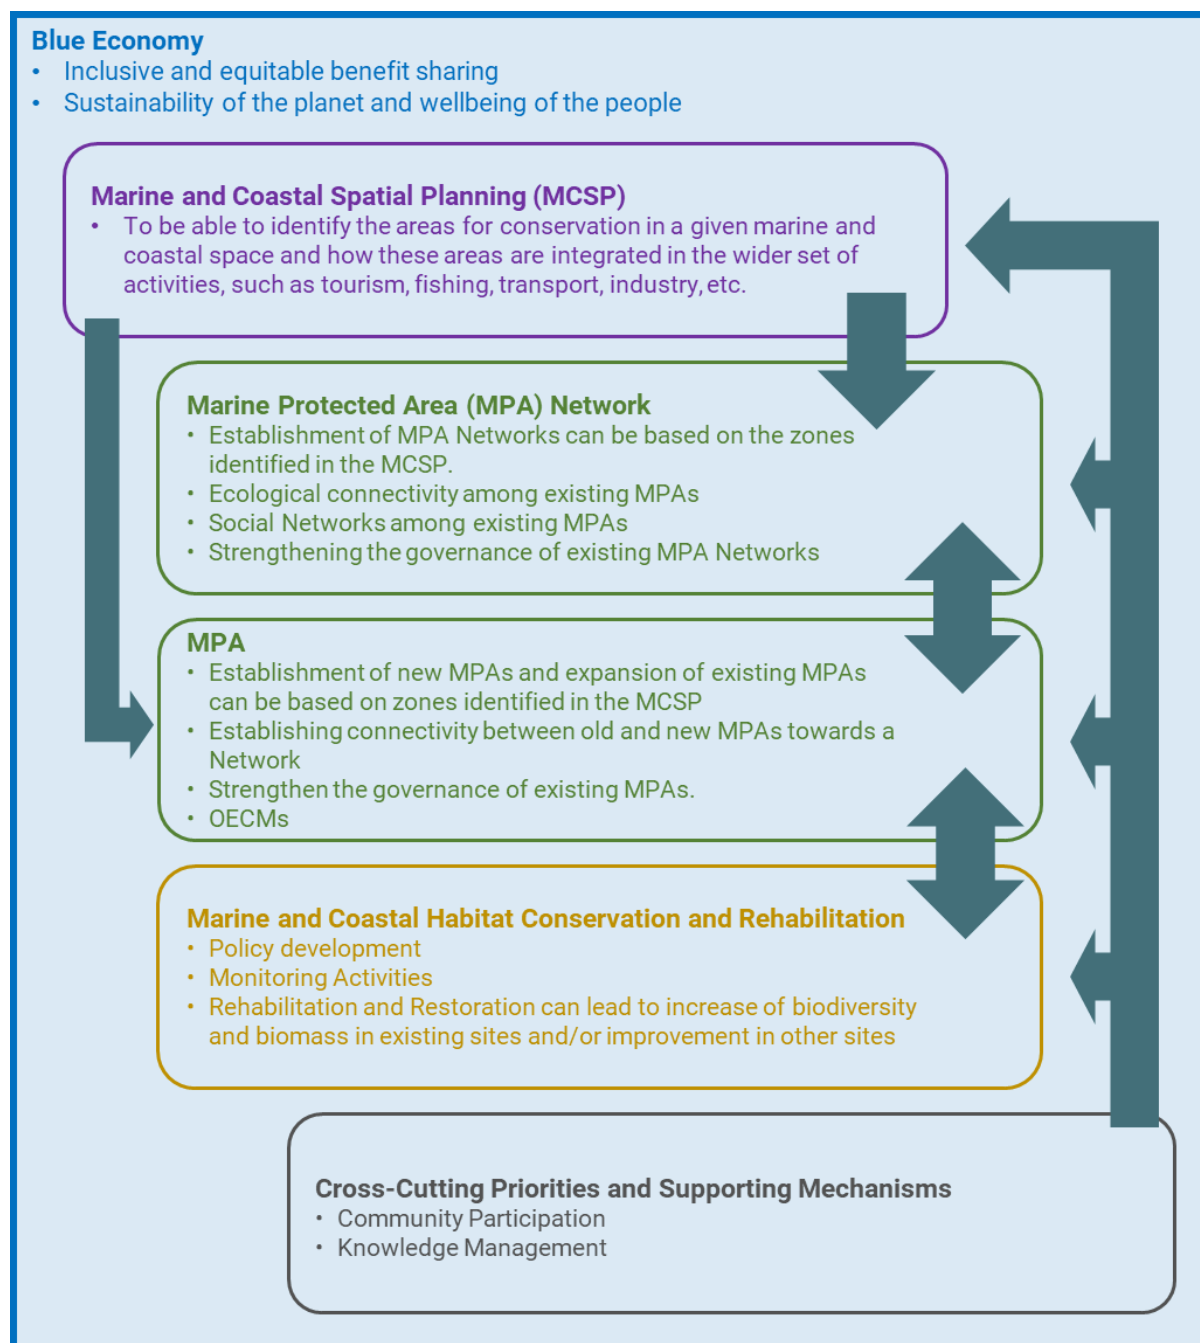 Blue Economy
• Inclusive and equitable benefit sharing
• Sustainability of the planet and wellbeing of the people
Marine and Coastal Spatial Planning (MCSP)
• To be able to identify the areas for conservation in a given marine and
coastal space and how these areas are integrated in the wider set of
activities, such as tourism, fishing, transport, industry, etc.
Marine Protected Area (MPA) Network
• Establishment of MPA Networks can be based on the zones
identified in the MCSP.
• Ecological connectivity among existing MPAs
• Social Networks among existing MPAs
• Strengthening the governance of existing MPA Networks
MPA
• Establishment of new MPAs and expansion of existing MPAs
can be based on zones identified in the MCSP
• Establishing connectivity between old and new MPAs towards a
Network
• Strengthen the governance of existing MPAs.
• OECMs
Marine and Coastal Habitat Conservation and Rehabilitation
• Policy development
• Monitoring Activities
• Rehabilitation and Restoration can lead to increase of biodiversity
and biomass in existing sites and/or improvement in other sites
Cross-Cutting Priorities and Supporting Mechanisms
• Community Participation
• Knowledge Management